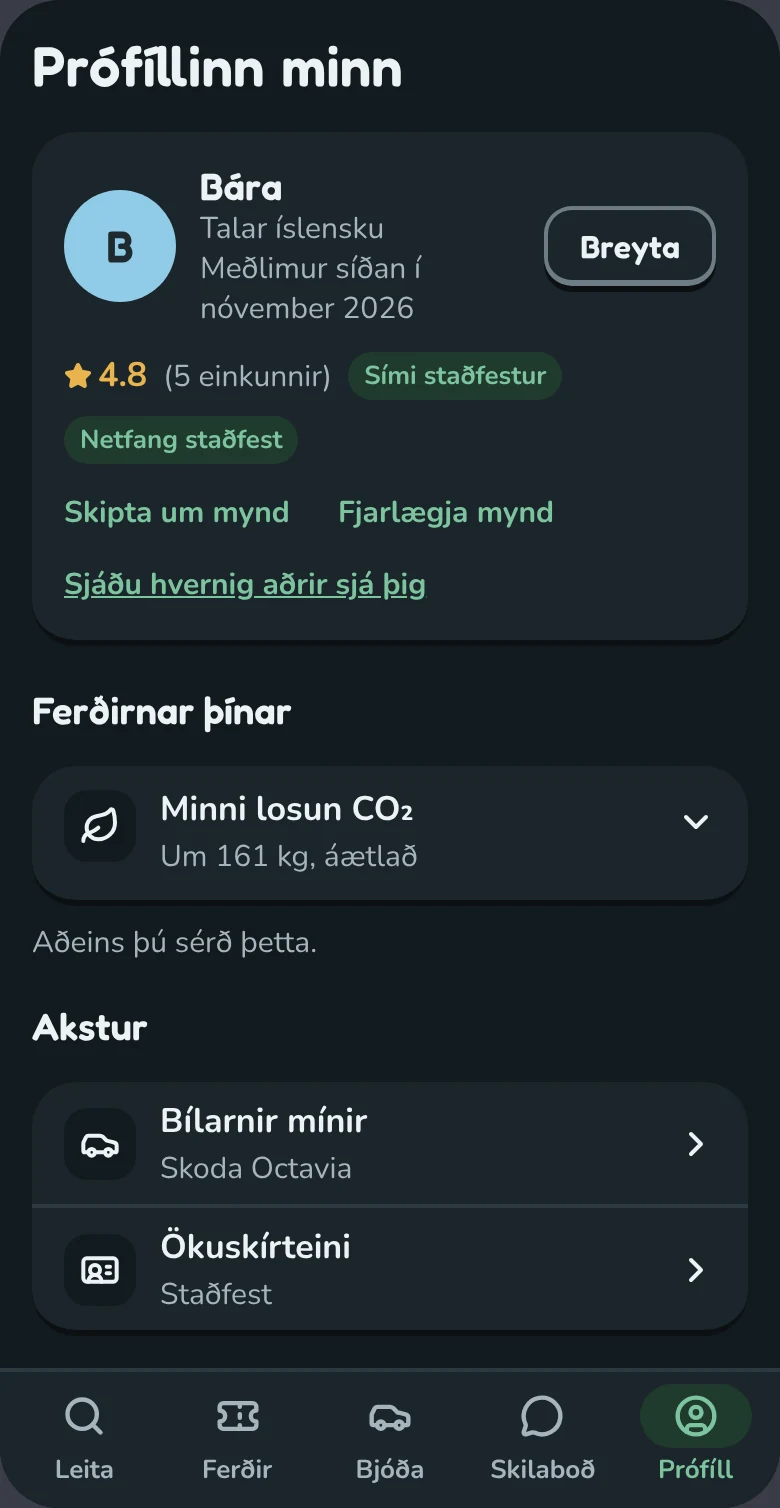 Prófíllinn minn
B
Bára
Talar íslensku
Meðlimur síðan í
nóvember 2026
Breyta
4.8 (5 einkunnir) Sími staðfestur
Netfang staðfest
Skipta um mynd Fjarlægja mynd
Sjáðu hvernig aðrir sjá þig
Ferðirnar þínar
Minni losun CO₂
Um 161 kg, áætlað
Aðeins þú sérð þetta.
Akstur
Bílarnir mínir
Skoda Octavia
Ökuskírteini
Staðfest
Leita Ferðir Bjóða Skilaboð Prófíll